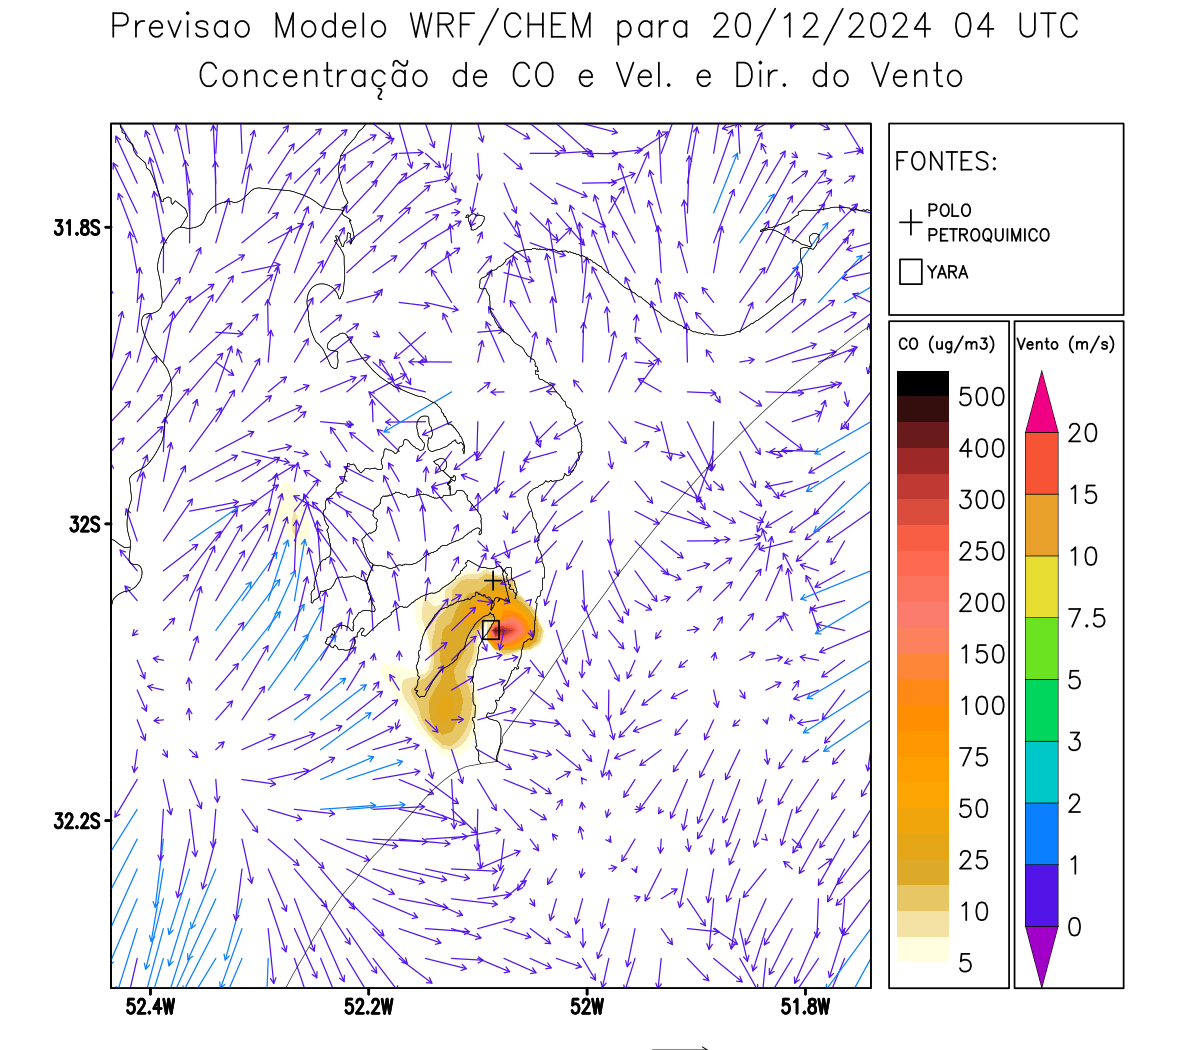 Previsao Modelo WRF/CHEM para 20/12/2024 04 UTC
Concentração de CO e Vel. e Dir. do Vento
FONTES:
POLO
PETROQUIMICO
YARA
CO (ug/m3)
500
400
300
250
200
150
100
75
50
25
10
5
Vento (m/s)
20
15
10
7.5
5
3
2
1
0
31.8S
32S
32.2S
52.4W
52.2W
52W
51.8W